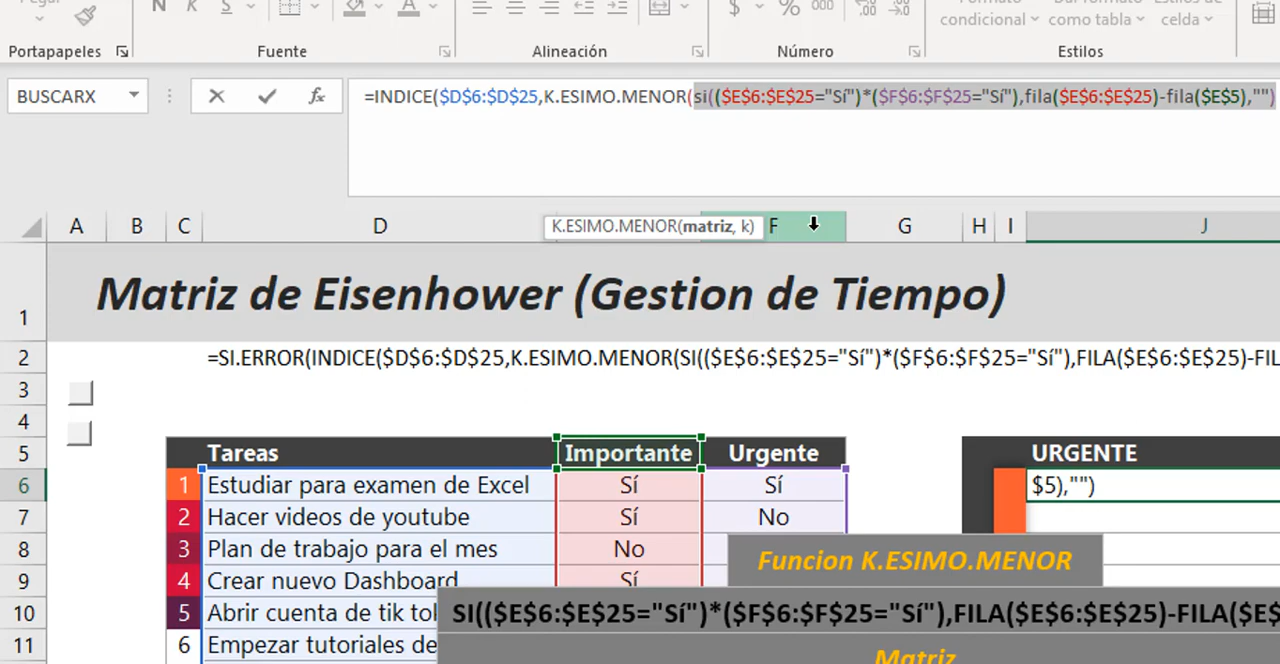 Pegar
N K S A $ % 000
condicional como tabla celda
Portapapeles Fuente Alineación Número Estilos
BUSCARX fx =INDICE($D$6:$D$25,K.ESIMO.MENOR(si(($E$6:$E$25="Sí")*($F$6:$F$25="Sí"),fila($E$6:$E$25)-fila($E$5),"")
K.ESIMO.MENOR(matriz, k)
A B C D F G H I J
1 Matriz de Eisenhower (Gestion de Tiempo)
2 =SI.ERROR(INDICE($D$6:$D$25,K.ESIMO.MENOR(SI(($E$6:$E$25="Sí")*($F$6:$F$25="Sí"),FILA($E$6:$E$25)-FI
3
4
5 Tareas Importante Urgente URGENTE
6 1 Estudiar para examen de Excel Sí Sí $5),"")
7 2 Hacer videos de youtube Sí No
8 3 Plan de trabajo para el mes No
Funcion K.ESIMO.MENOR
9 4 Crear nuevo Dashboard Sí
10 5 Abrir cuenta de tik tok
SI(($E$6:$E$25="Sí")*($F$6:$F$25="Sí"),FILA($E$6:$E$25)-FILA($E$
11 6 Empezar tutoriales de
Matriz